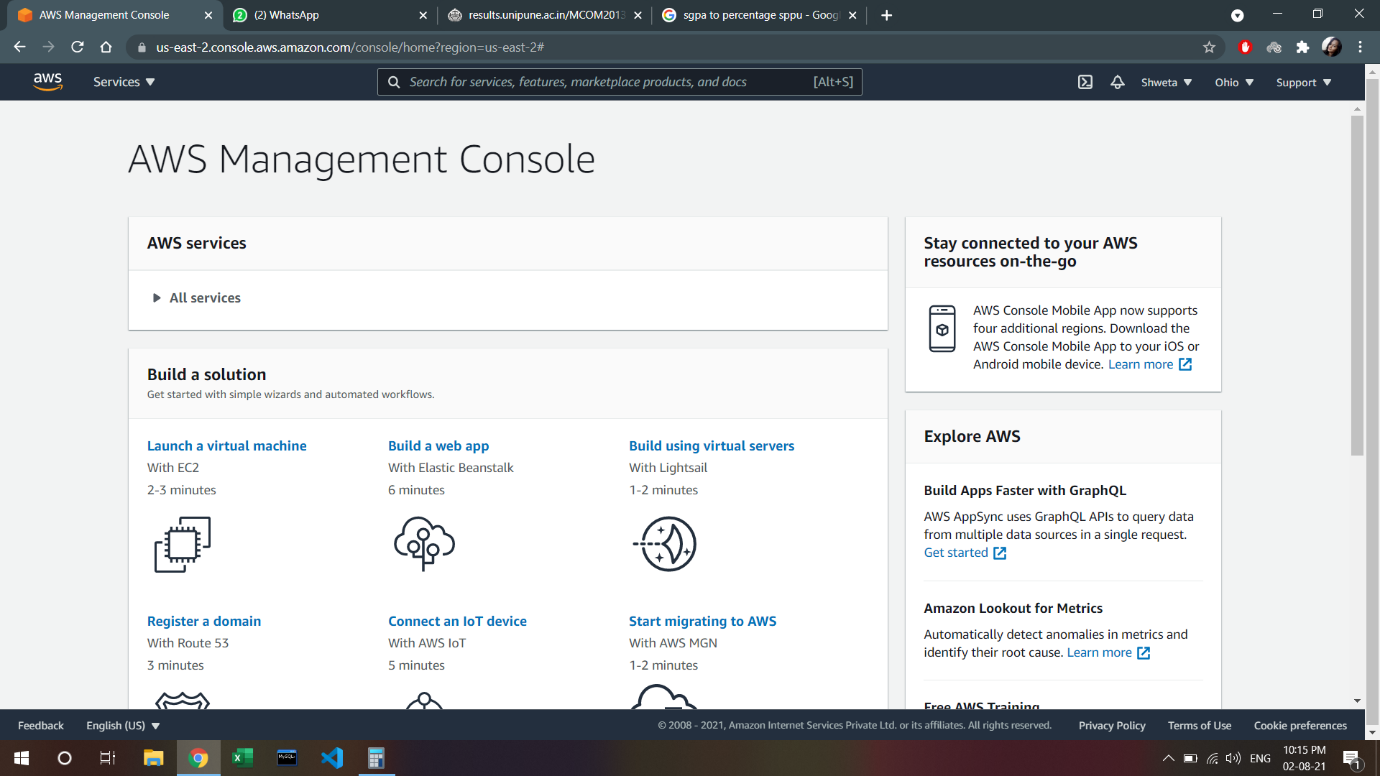 AWS Management Console
(2) WhatsApp
results.unipune.ac.in/MCOM2013
sgpa to percentage sppu - Goog
us-east-2.console.aws.amazon.com/console/home?region=us-east-2#
aws
Services
Search for services, features, marketplace products, and docs
[Alt+S]
Shweta
Ohio
Support
AWS Management Console
AWS services
All services
Build a solution
Get started with simple wizards and automated workflows.
Launch a virtual machine
With EC2
2-3 minutes
Build a web app
With Elastic Beanstalk
6 minutes
Build using virtual servers
With Lightsail
1-2 minutes
Register a domain
With Route 53
3 minutes
Connect an IoT device
With AWS IoT
5 minutes
Start migrating to AWS
With AWS MGN
1-2 minutes
Stay connected to your AWS
resources on-the-go
AWS Console Mobile App now supports
four additional regions. Download the
AWS Console Mobile App to your iOS or
Android mobile device. Learn more
Explore AWS
Build Apps Faster with GraphQL
AWS AppSync uses GraphQL APIs to query data
from multiple data sources in a single request.
Get started
Amazon Lookout for Metrics
Automatically detect anomalies in metrics and
identify their root cause. Learn more
Free AWS Training
Feedback
English (US)
© 2008 - 2021, Amazon Internet Services Private Ltd. or its affiliates. All rights reserved.
Privacy Policy
Terms of Use
Cookie preferences
MySQL
ENG
10:15 PM
02-08-21
1